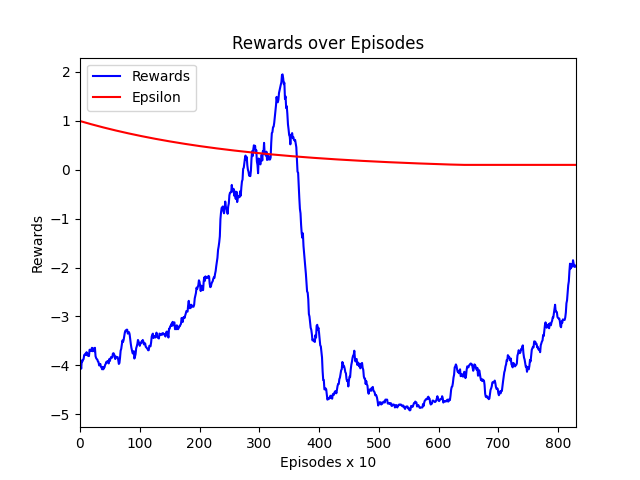 Rewards over Episodes
Rewards
Epsilon
2
1
0
−1
−2
−3
−4
−5
Rewards
0 100 200 300 400 500 600 700 800
Episodes x 10